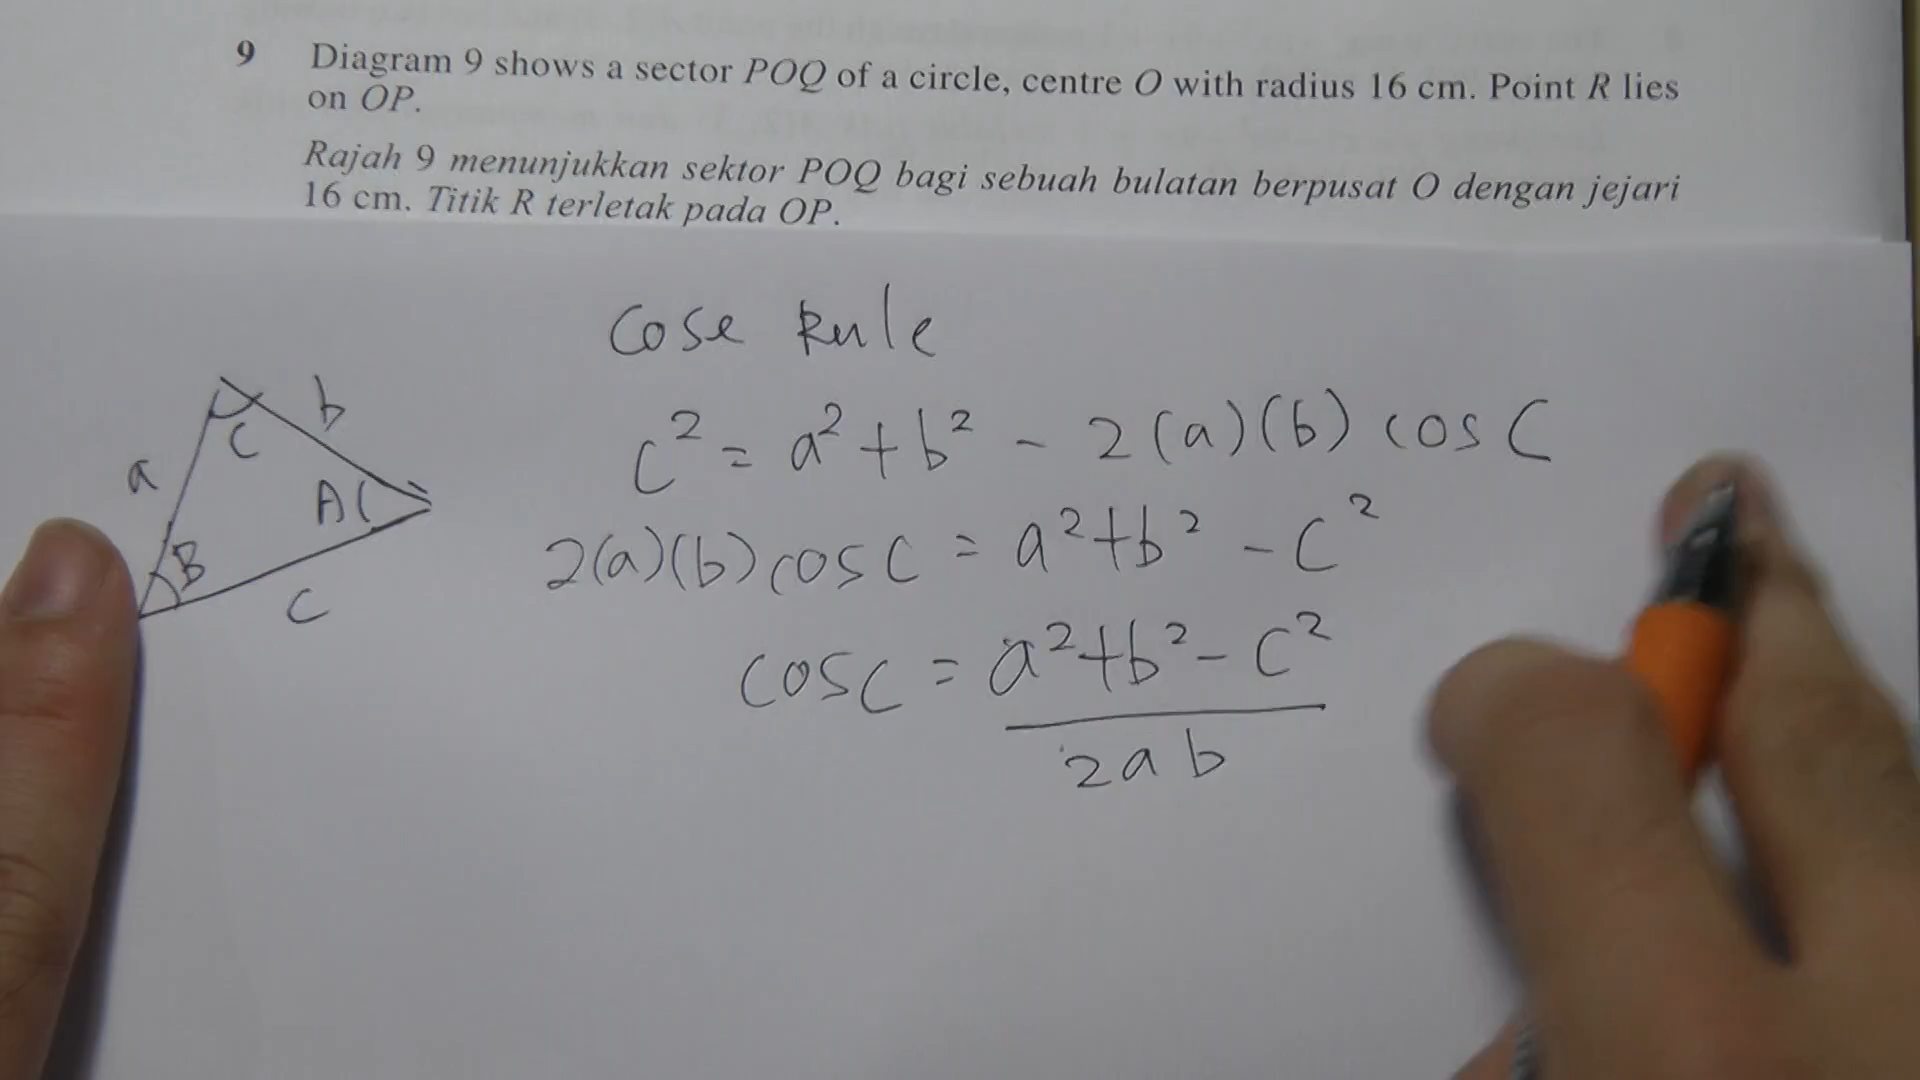 9 Diagram 9 shows a sector POQ of a circle, centre O with radius 16 cm. Point R lies
on OP.
Rajah 9 menunjukkan sektor POQ bagi sebuah bulatan berpusat O dengan jejari
16 cm. Titik R terletak pada OP.
Cose Rule
b
C
a
A
B
c
c² = a² + b² - 2(a)(b) cos C
2(a)(b) cos C = a² + b² - c²
cos C = a² + b² - c²
2ab